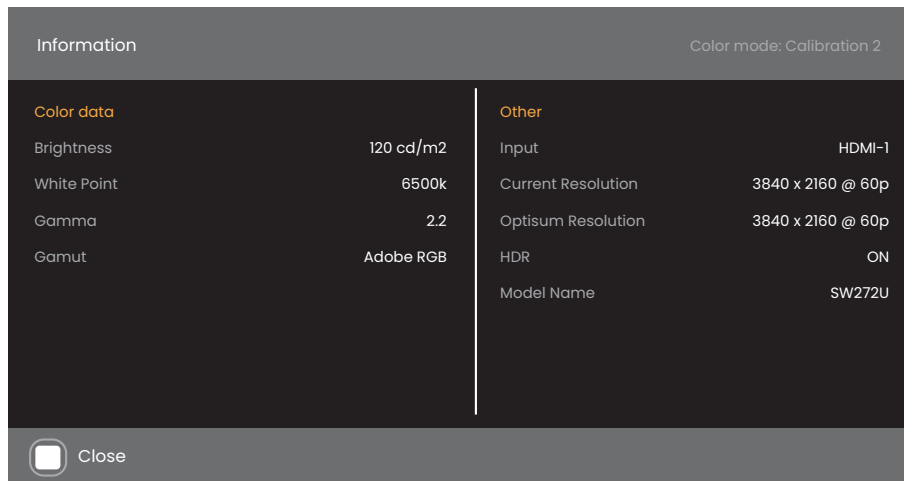 Information
Color mode: Calibration 2
Color data
Brightness 120 cd/m2
White Point 6500k
Gamma 2.2
Gamut Adobe RGB
Other
Input HDMI-1
Current Resolution 3840 x 2160 @ 60p
Optisum Resolution 3840 x 2160 @ 60p
HDR ON
Model Name SW272U
Close